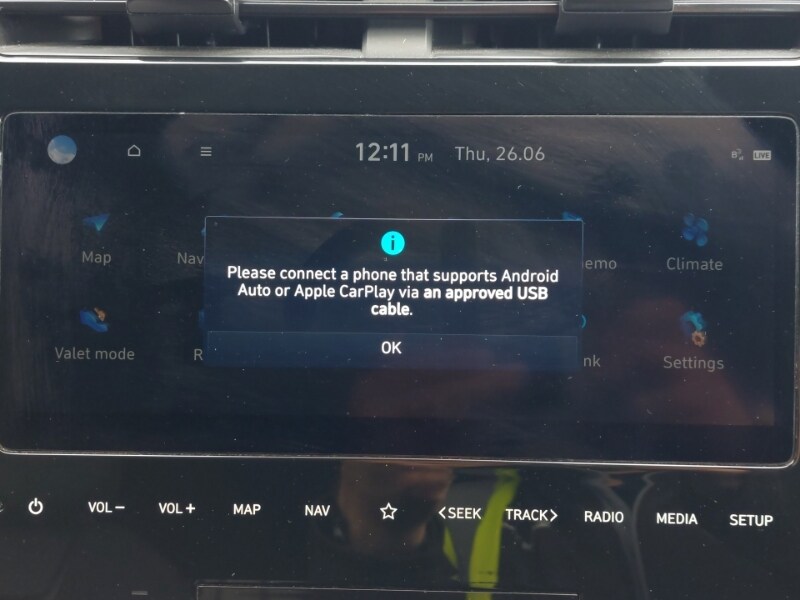 12:11 PM Thu, 26.06
LIVE
i
Please connect a phone that supports Android
Auto or Apple CarPlay via an approved USB
cable.
OK
Map
Nav
emo
Climate
Valet mode
R
nk
Settings
VOL− VOL+ MAP NAV <SEEK TRACK> RADIO MEDIA SETUP